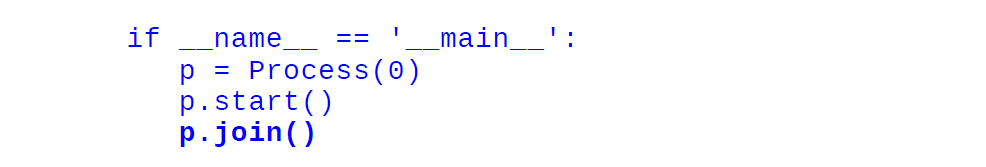 if __name__ == '__main__':
   p = Process(0)
   p.start()
   p.join()